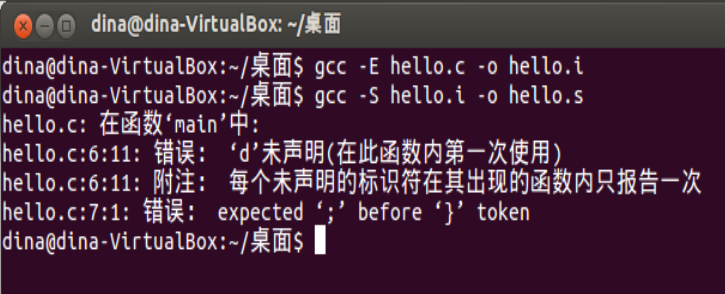 dina@dina-VirtualBox: ~/桌面
dina@dina-VirtualBox:~/桌面$ gcc -E hello.c -o hello.i
dina@dina-VirtualBox:~/桌面$ gcc -S hello.i -o hello.s
hello.c: 在函数‘main’中:
hello.c:6:11: 错误： ‘d’未声明(在此函数内第一次使用)
hello.c:6:11: 附注： 每个未声明的标识符在其出现的函数内只报告一次
hello.c:7:1: 错误： expected ‘;’ before ‘}’ token
dina@dina-VirtualBox:~/桌面$